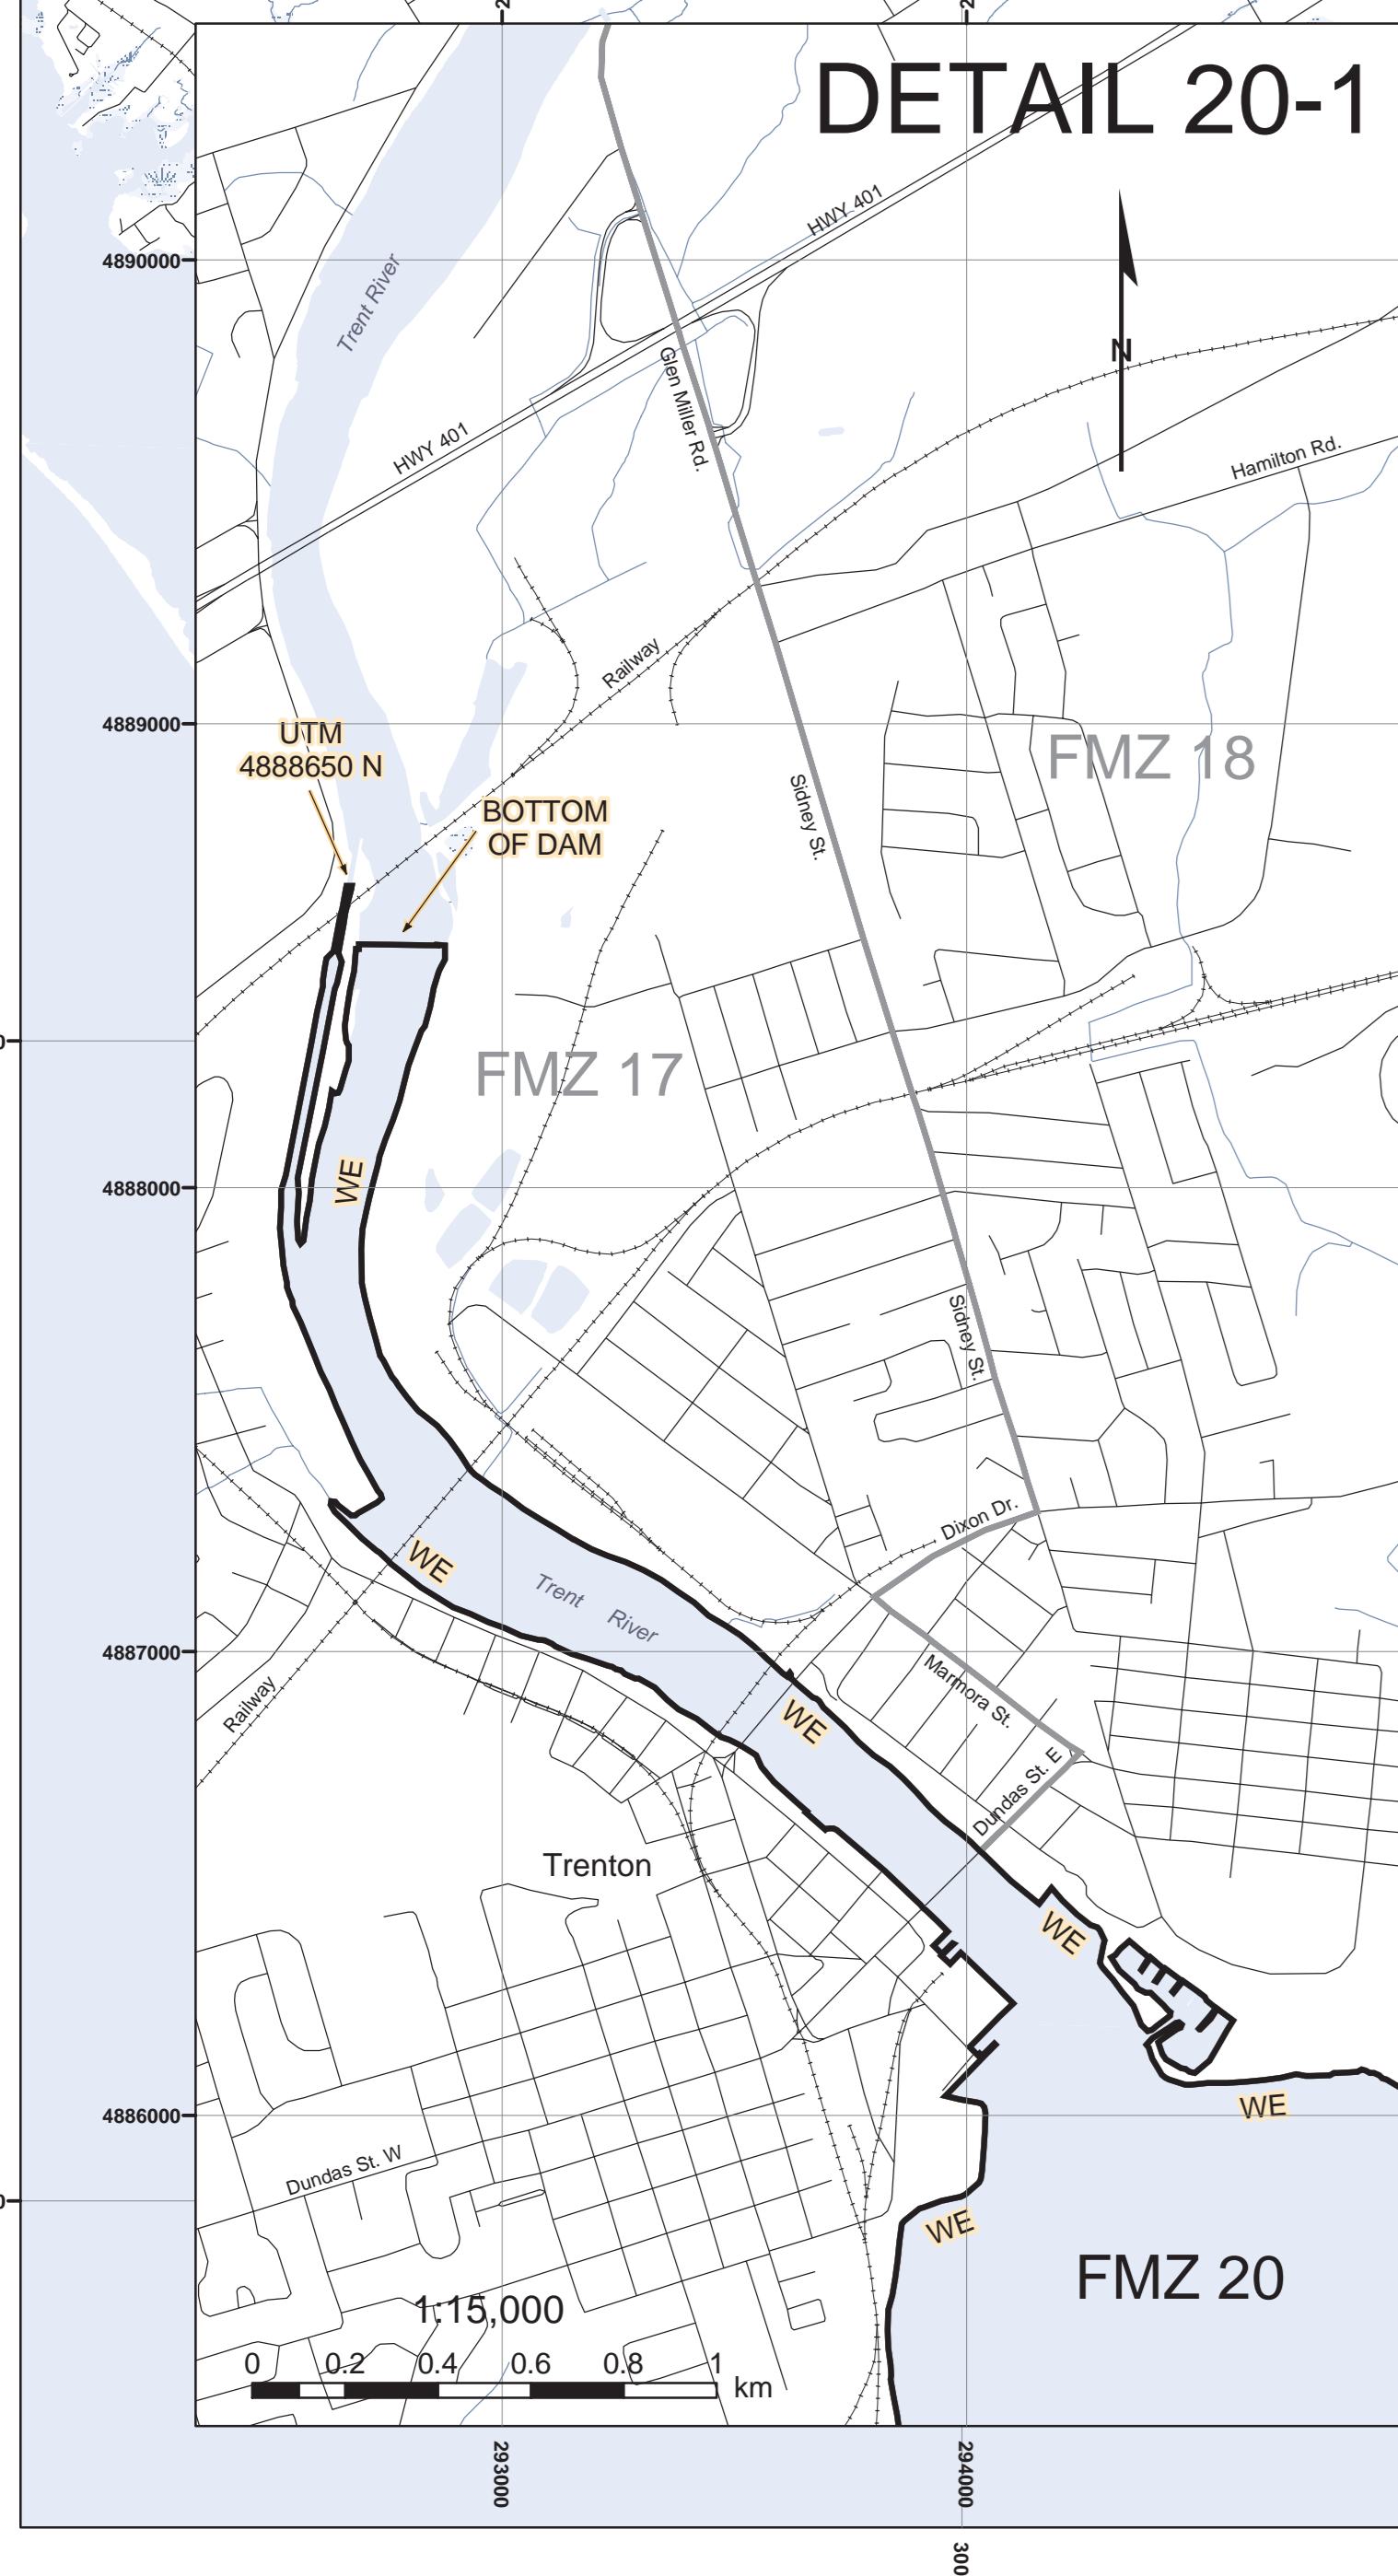 DETAIL 20-1
HWY 401
4890000
Trent River
N
Glen Miller Rd.
HWY 401
Hamilton Rd.
Railway
4889000
UTM
4888650 N
FMZ 18
BOTTOM
OF DAM
Sidney St.
FMZ 17
WE
4888000
Sidney St.
Dixon Dr.
WE
Trent River
4887000
Marmora St.
Railway
WE
Dundas St. E
Trenton
WE
4886000
WE
Dundas St. W
WE
FMZ 20
1:15,000
0 0.2 0.4 0.6 0.8 1
km
293000
294000
300